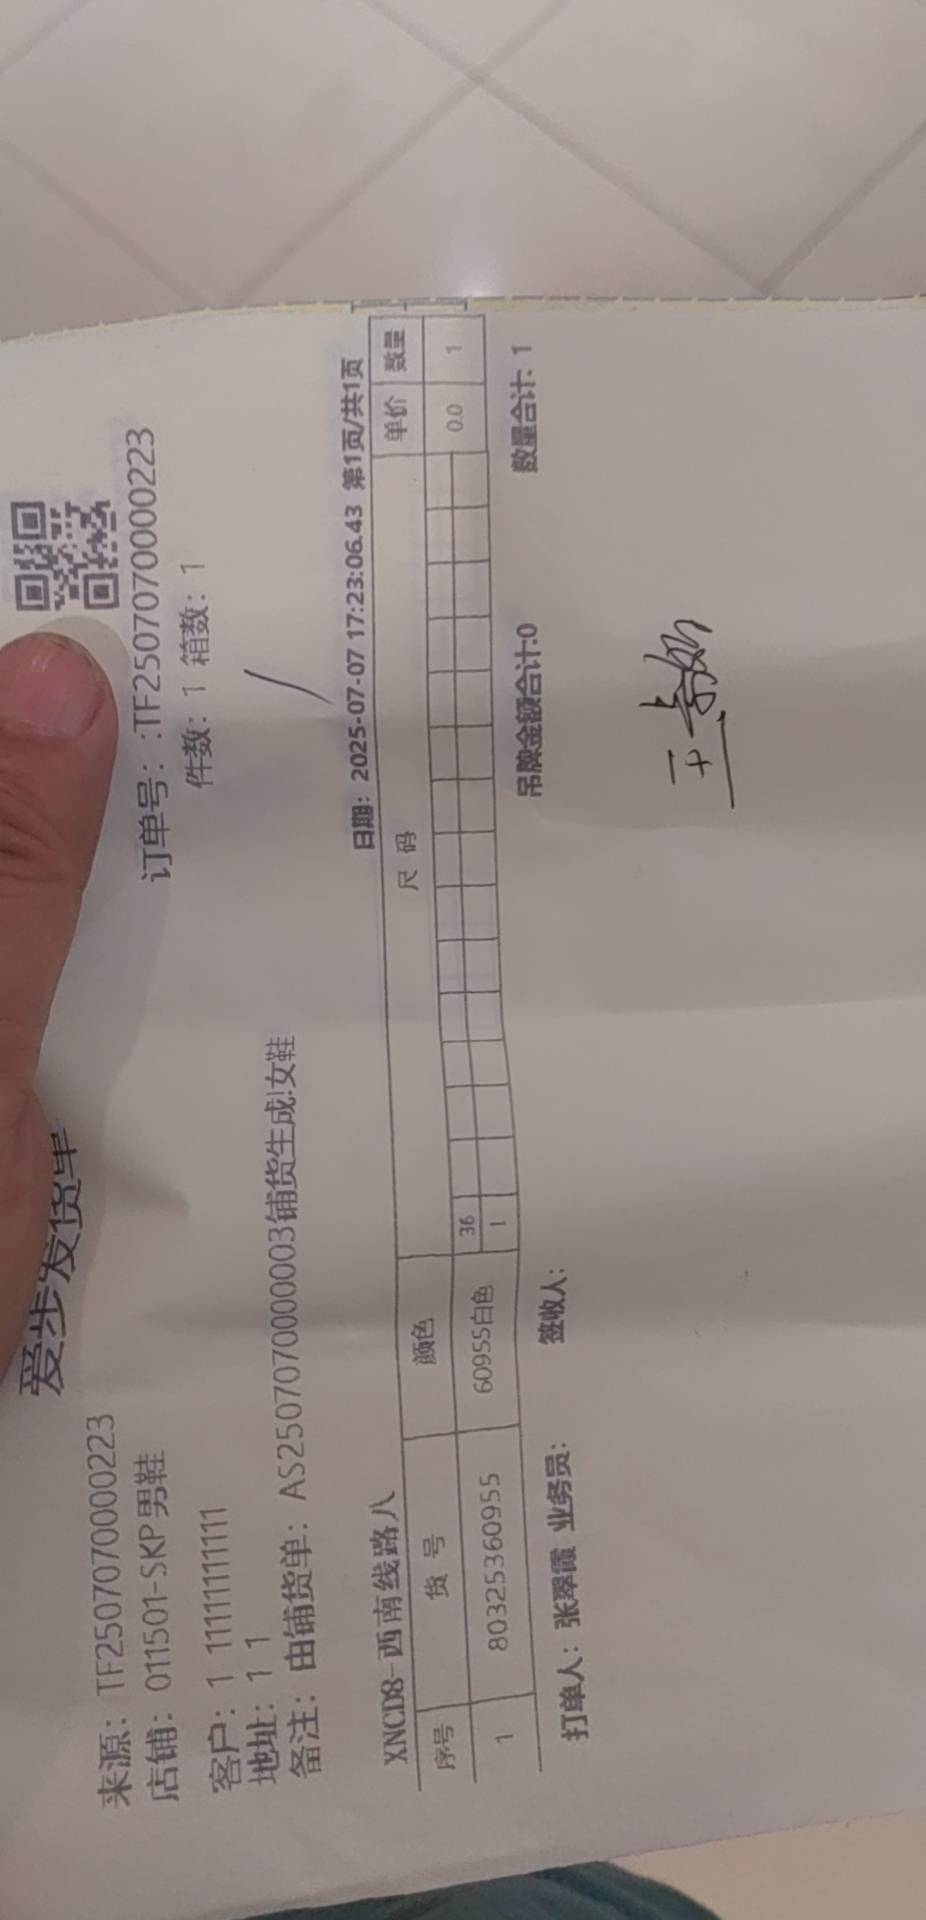 爱步发货单
来源：TF2507070000223
订单号：:TF2507070000223
店铺：011501-SKP男鞋
件数：1 箱数：1
客户：1 11111111111
地址：1 1
备注：由铺货单：AS2507070000003铺货生成!女鞋
XNCD8-西南线路八
日期：2025-07-07 17:23:06.43 第1页/共1页
序号 货号 颜色 尺码 单价 数量
36
1 80325360955 60955白色 1 0.0 1
打单人：张翠霞 业务员： 签收人： 吊牌金额合计:0 数量合计: 1